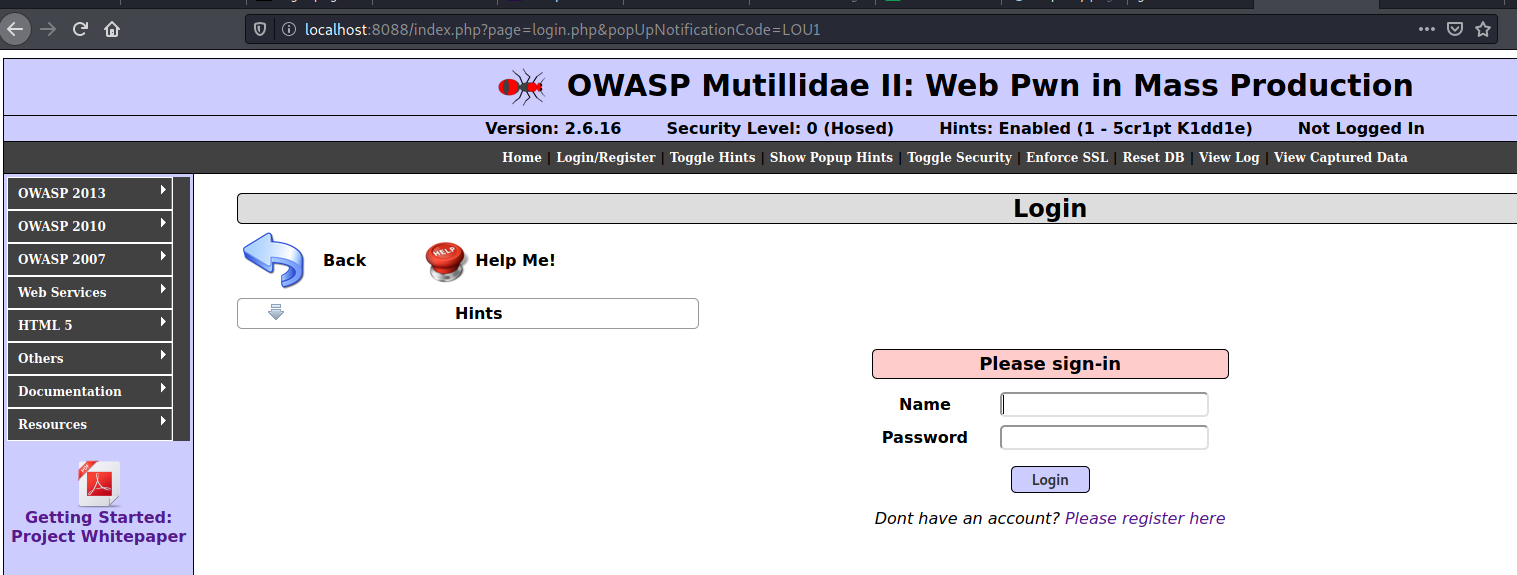 localhost:8088/index.php?page=login.php&popUpNotificationCode=LOU1
OWASP Mutillidae II: Web Pwn in Mass Production
Version: 2.6.16 Security Level: 0 (Hosed) Hints: Enabled (1 - 5cr1pt K1dd1e) Not Logged In
Home | Login/Register | Toggle Hints | Show Popup Hints | Toggle Security | Enforce SSL | Reset DB | View Log | View Captured Data
OWASP 2013
OWASP 2010
OWASP 2007
Web Services
HTML 5
Others
Documentation
Resources
PDF
Getting Started:
Project Whitepaper
Login
Back
HELP
Help Me!
Hints
Please sign-in
Name
Password
Login
Dont have an account? Please register here